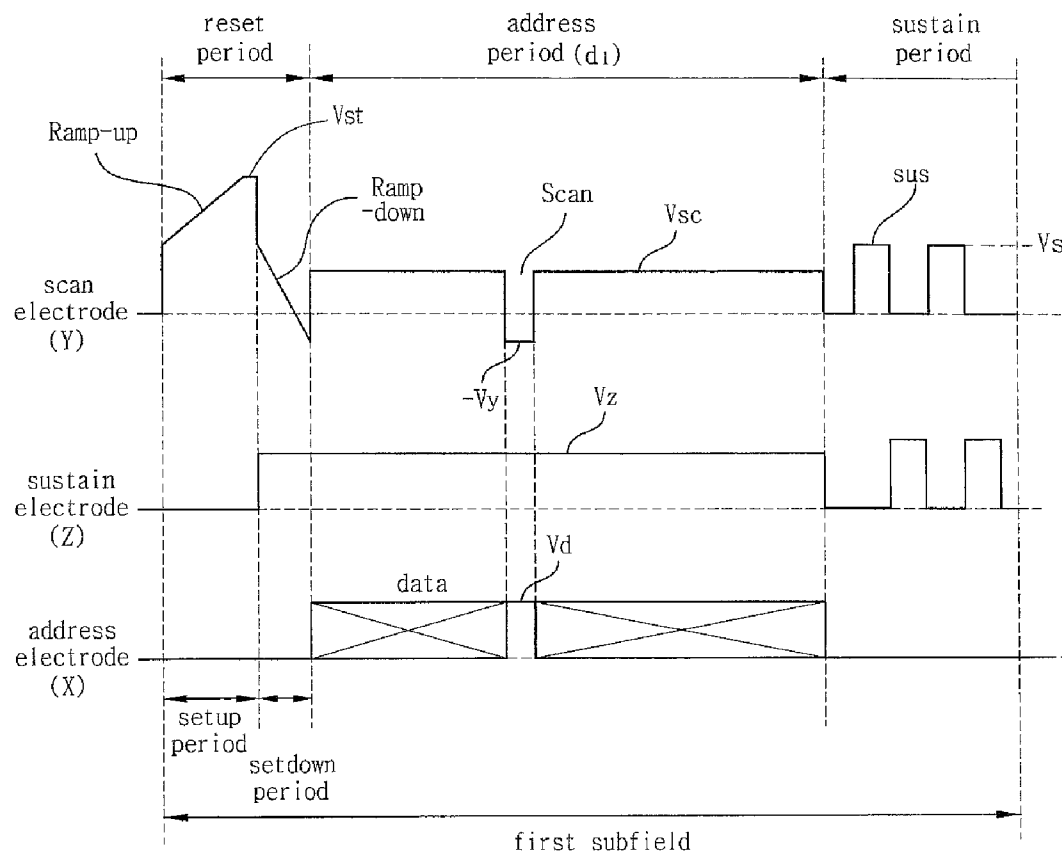 reset
period
address
period(d1)
sustain
period
Ramp-up
Vst
Ramp
-down
Scan
Vsc
sus
Vs
scan
electrode
(Y)
-Vy
Vz
sustain
electrode
(Z)
Vd
data
address
electrode
(X)
setup
period
setdown
period
first subfield